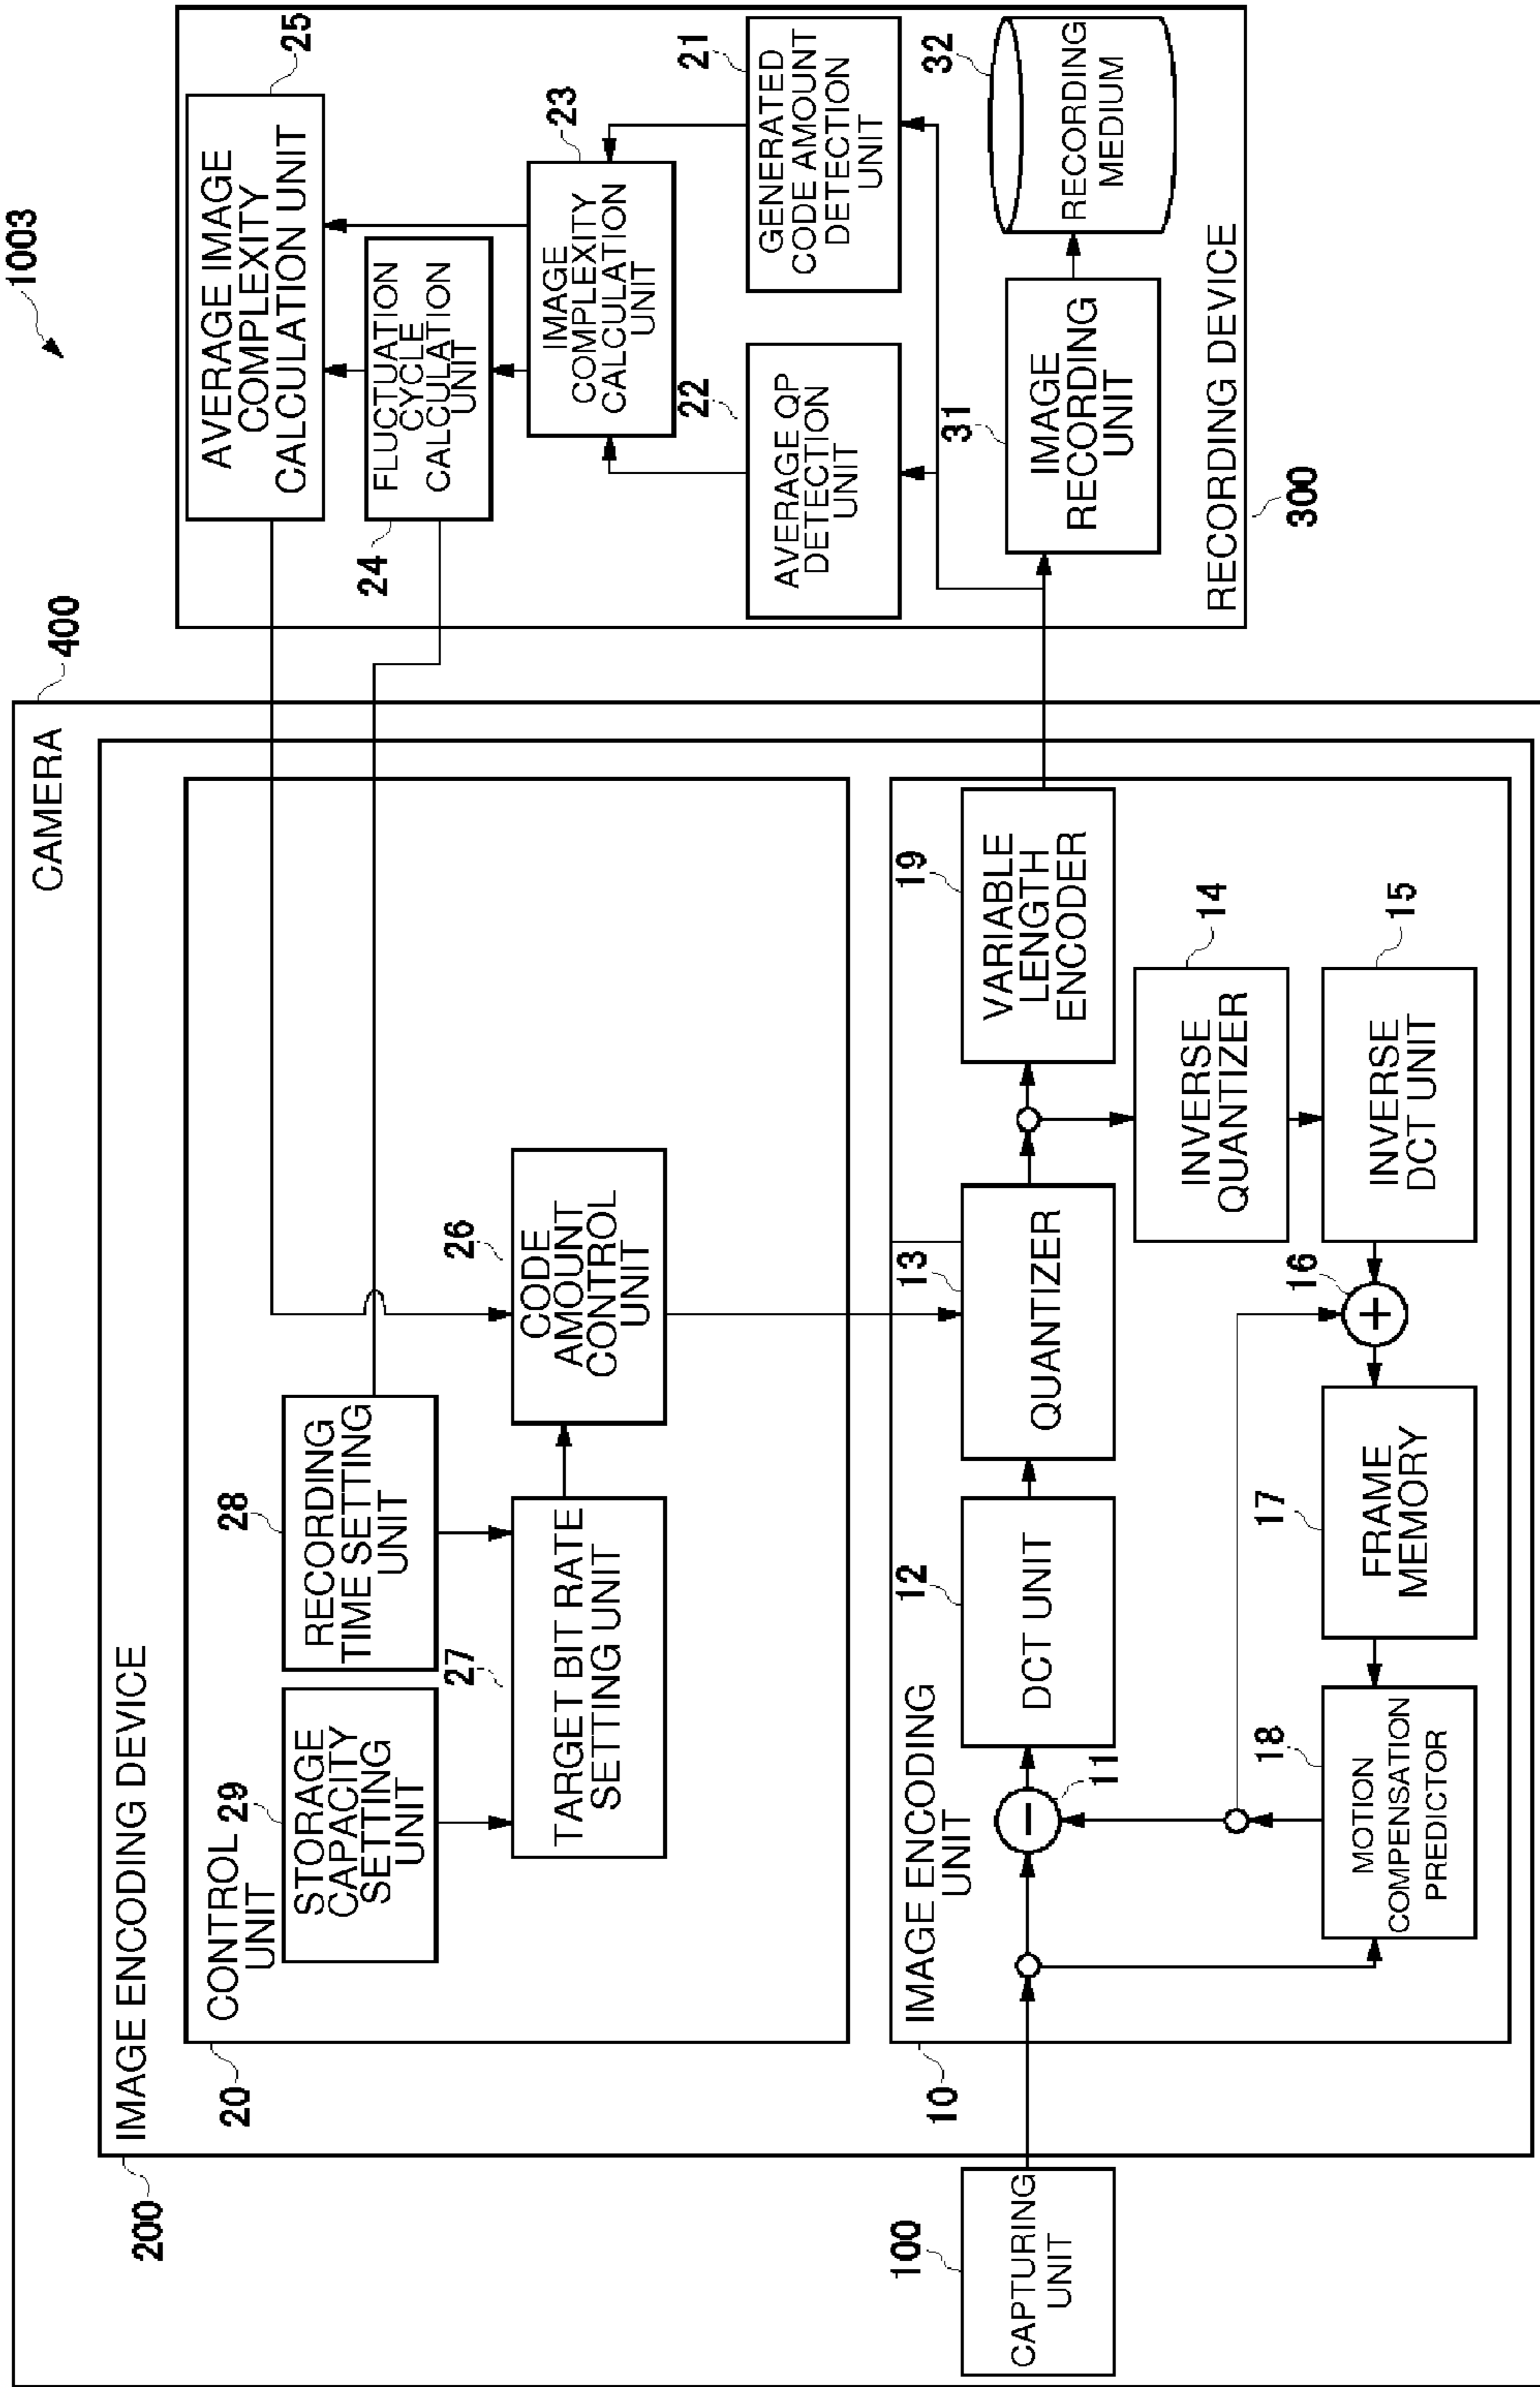 1003
400
CAMERA
200
IMAGE ENCODING DEVICE
20
CONTROL
UNIT
29
STORAGE
CAPACITY
SETTING
UNIT
28
RECORDING
TIME SETTING
UNIT
27
TARGET BIT RATE
SETTING UNIT
26
CODE
AMOUNT
CONTROL
UNIT
100
CAPTURING
UNIT
10
IMAGE ENCODING
UNIT
11
−
12
DCT UNIT
13
QUANTIZER
19
VARIABLE
LENGTH
ENCODER
14
INVERSE
QUANTIZER
15
INVERSE
DCT UNIT
16
+
17
FRAME
MEMORY
18
MOTION
COMPENSATION
PREDICTOR
25
AVERAGE IMAGE
COMPLEXITY
CALCULATION UNIT
24
FLUCTUATION
CYCLE
CALCULATION
UNIT
23
IMAGE
COMPLEXITY
CALCULATION
UNIT
22
AVERAGE QP
DETECTION
UNIT
21
GENERATED
CODE AMOUNT
DETECTION
UNIT
31
IMAGE
RECORDING
UNIT
32
RECORDING
MEDIUM
RECORDING DEVICE
300